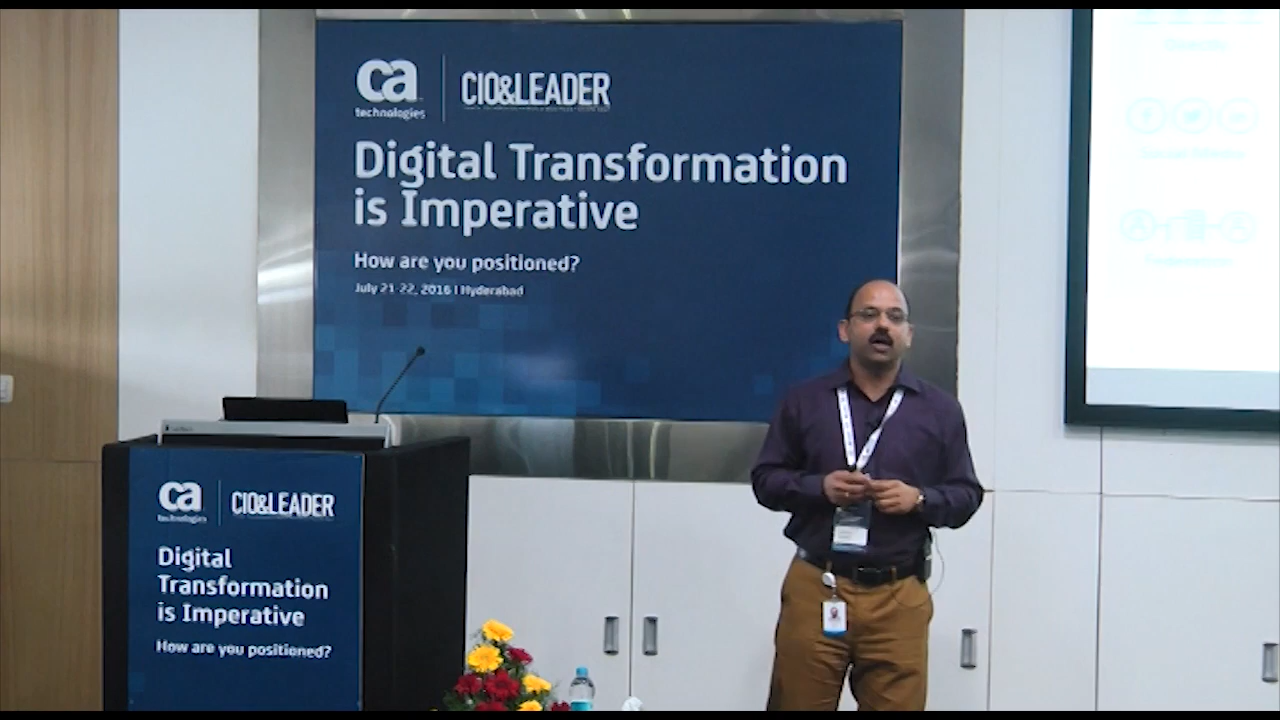 ca
technologies
CIO&LEADER
Digital Transformation
is Imperative
How are you positioned?
July 21-22, 2016 | Hyderabad
ca
technologies
CIO&LEADER
Digital
Transformation
is Imperative
How are you positioned?